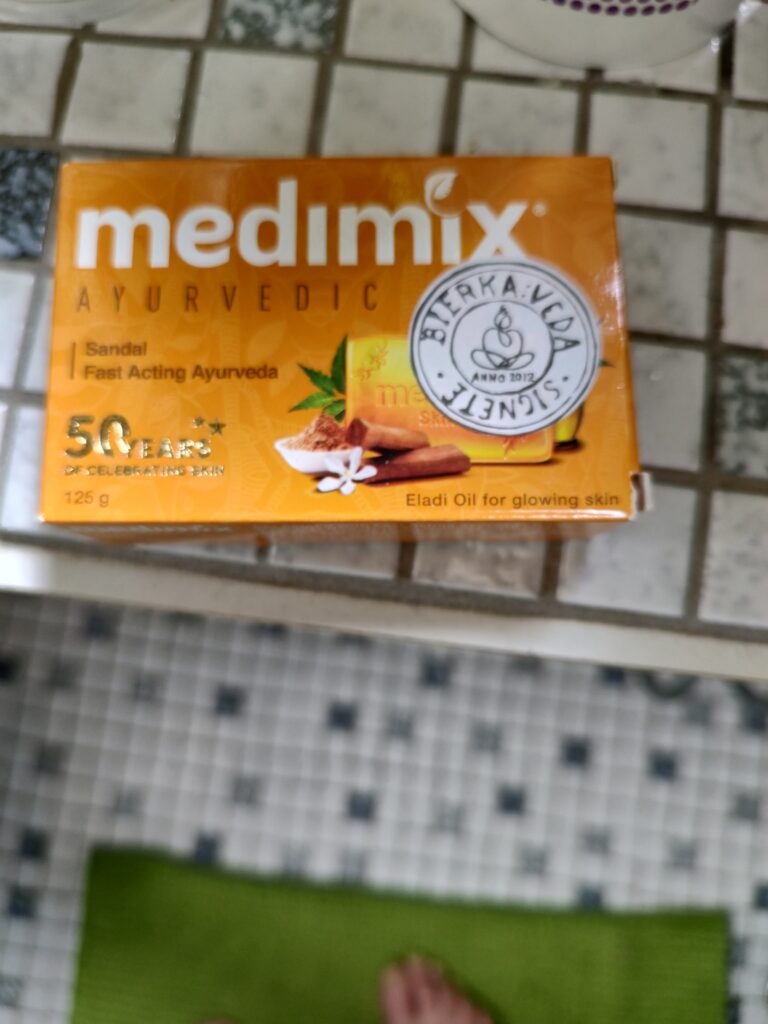 medimix
AYURVEDIC
Sandal
Fast Acting Ayurveda
50 YEARS
OF CELEBRATING SKIN
125 g
Eladi Oil for glowing skin
BIERKA:VEDA
ANNO 2012
· SIGNETE ·
me